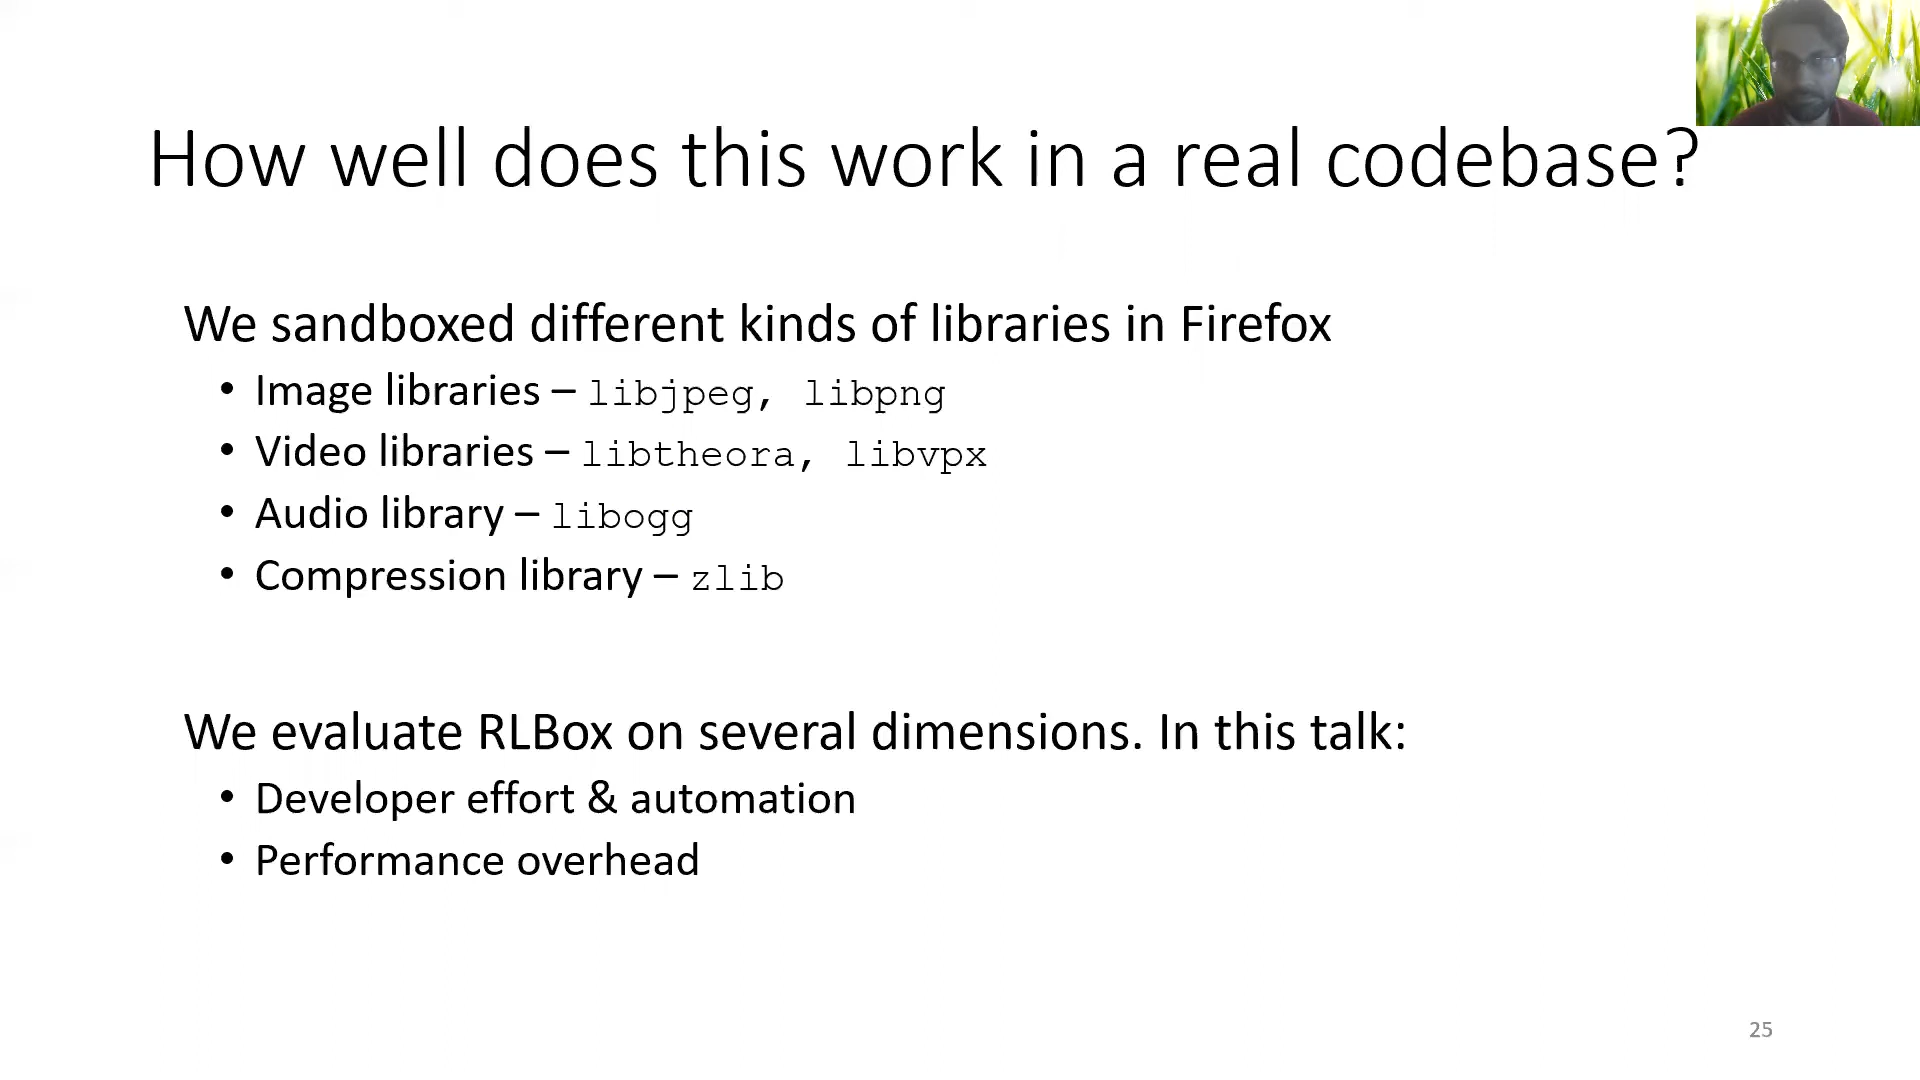 How well does this work in a real codebase?
We sandboxed different kinds of libraries in Firefox
• Image libraries – libjpeg, libpng
• Video libraries – libtheora, libvpx
• Audio library – libogg
• Compression library – zlib
We evaluate RLBox on several dimensions. In this talk:
• Developer effort & automation
• Performance overhead
25